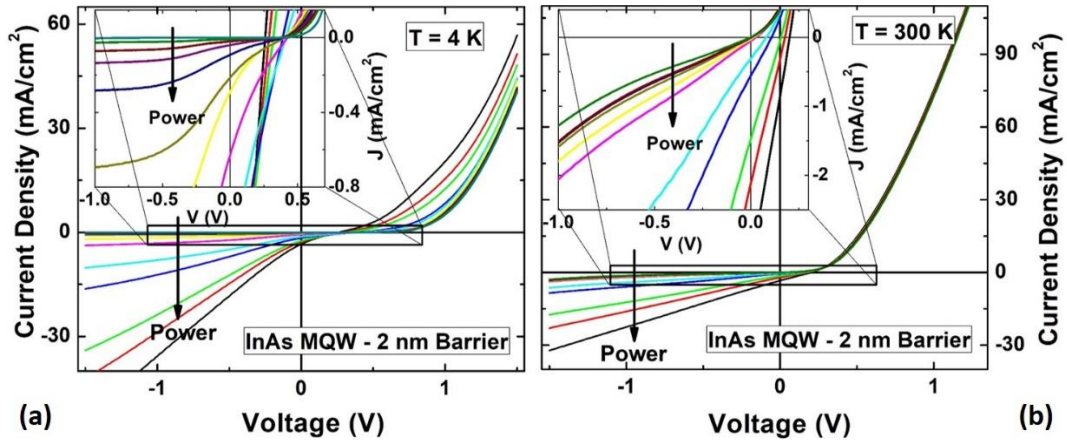 60
30
0
-30
Current Density (mA/cm²)
-1
0
1
Voltage (V)
T = 4 K
InAs MQW - 2 nm Barrier
Power
0.0
-0.4
-0.8
J (mA/cm²)
-1.0
-0.5
0.0
0.5
V (V)
Power
(a)
90
60
30
0
-30
Current Density (mA/cm²)
-1
0
1
Voltage (V)
T = 300 K
InAs MQW - 2 nm Barrier
Power
0
-1
-2
J (mA/cm²)
-1.0
-0.5
0.0
V (V)
Power
(b)